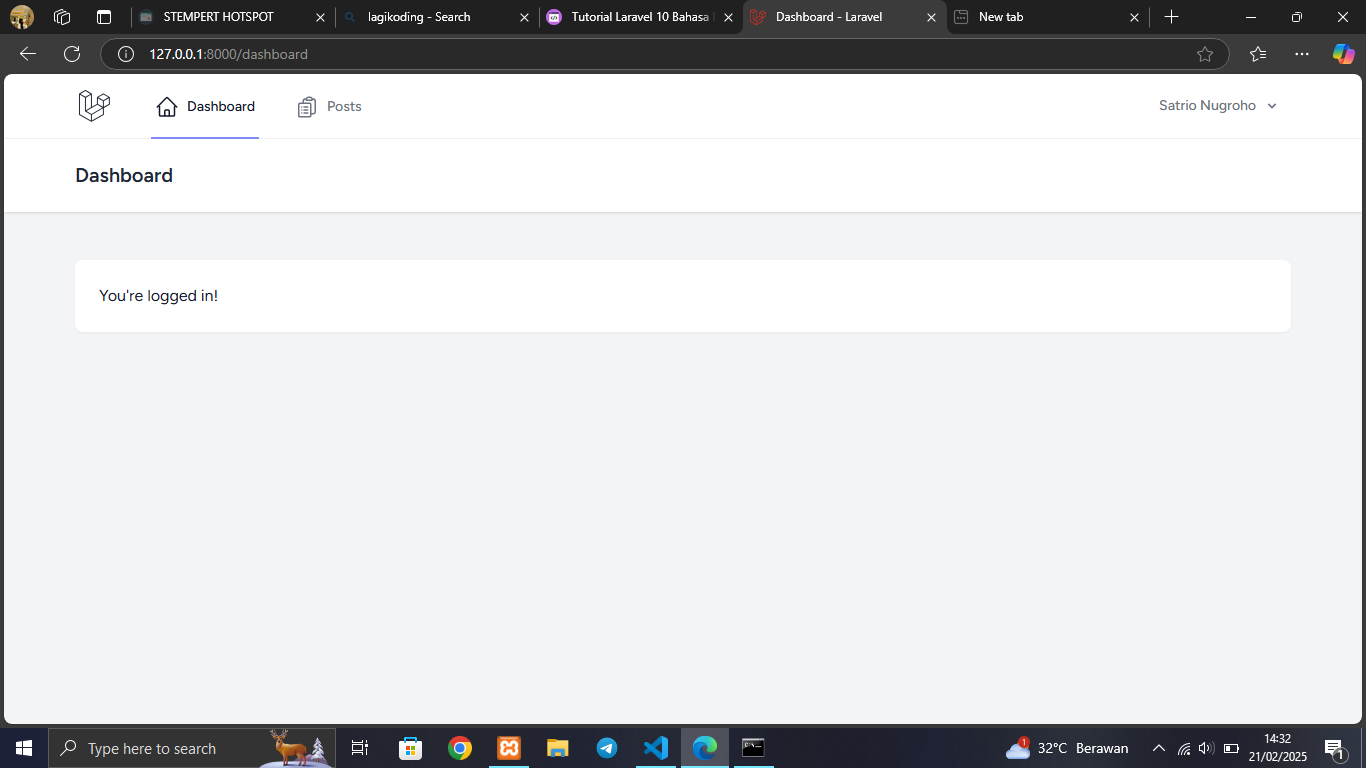 STEMPERT HOTSPOT
lagikoding - Search
Tutorial Laravel 10 Bahasa
Dashboard - Laravel
New tab
127.0.0.1:8000/dashboard
Dashboard
Posts
Satrio Nugroho
Dashboard
You're logged in!
Type here to search
1
32°C Berawan
14:32
21/02/2025
1